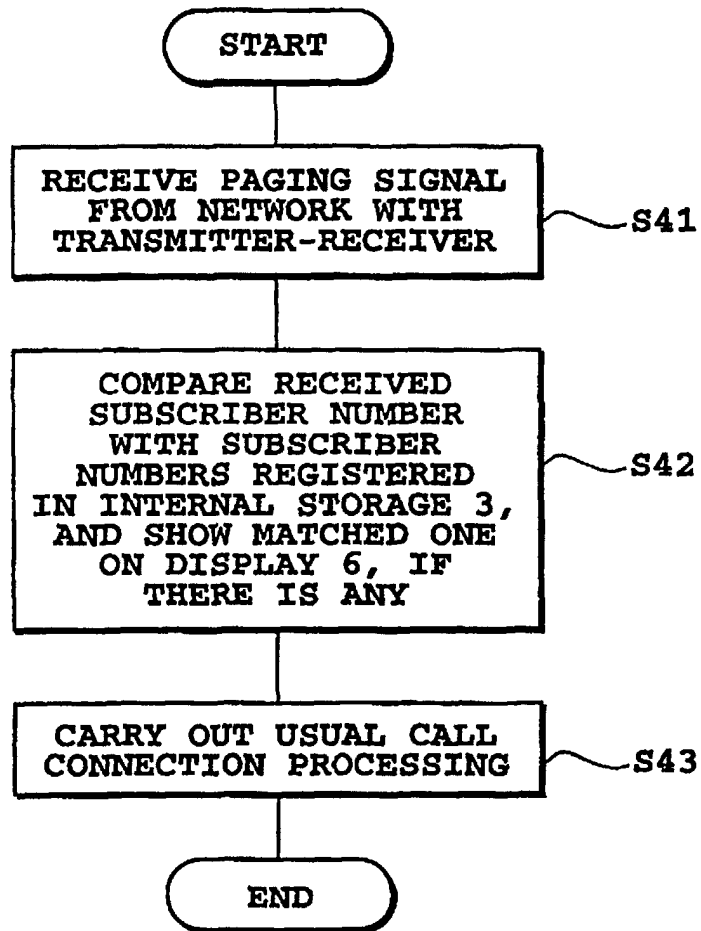 START
RECEIVE PAGING SIGNAL
FROM NETWORK WITH
TRANSMITTER-RECEIVER
S41
COMPARE RECEIVED
SUBSCRIBER NUMBER
WITH SUBSCRIBER
NUMBERS REGISTERED
IN INTERNAL STORAGE 3,
AND SHOW MATCHED ONE
ON DISPLAY 6, IF
THERE IS ANY
S42
CARRY OUT USUAL CALL
CONNECTION PROCESSING
S43
END